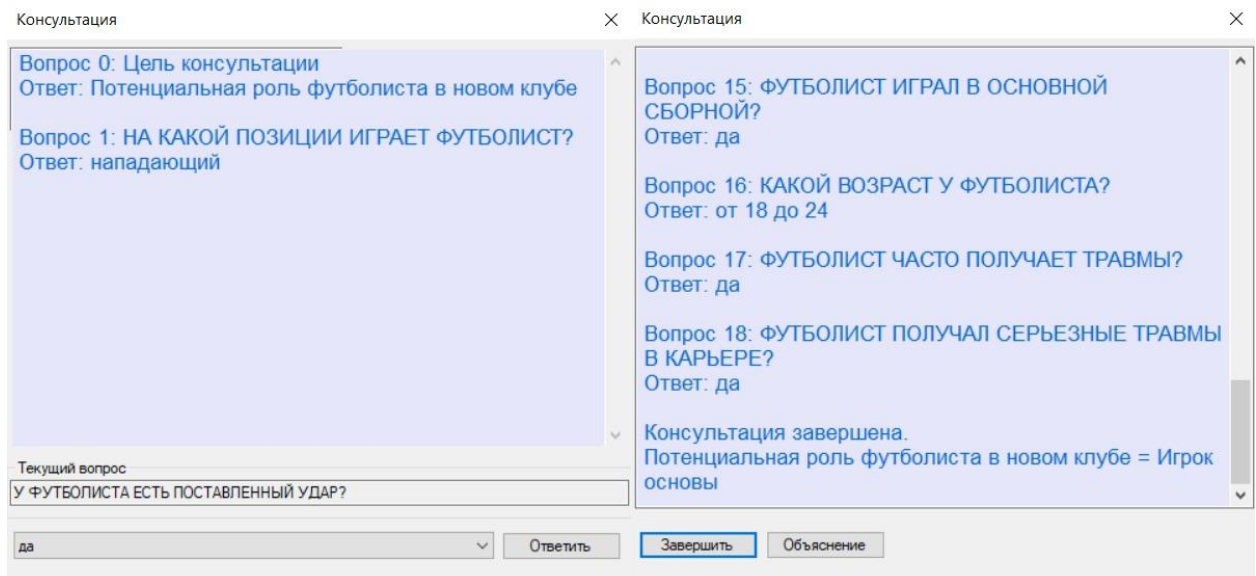 Консультация
Вопрос 0: Цель консультации
Ответ: Потенциальная роль футболиста в новом клубе
Вопрос 1: НА КАКОЙ ПОЗИЦИИ ИГРАЕТ ФУТБОЛИСТ?
Ответ: нападающий
Текущий вопрос
У ФУТБОЛИСТА ЕСТЬ ПОСТАВЛЕННЫЙ УДАР?
да
Ответить
Консультация
Вопрос 15: ФУТБОЛИСТ ИГРАЛ В ОСНОВНОЙ
СБОРНОЙ?
Ответ: да
Вопрос 16: КАКОЙ ВОЗРАСТ У ФУТБОЛИСТА?
Ответ: от 18 до 24
Вопрос 17: ФУТБОЛИСТ ЧАСТО ПОЛУЧАЕТ ТРАВМЫ?
Ответ: да
Вопрос 18: ФУТБОЛИСТ ПОЛУЧАЛ СЕРЬЕЗНЫЕ ТРАВМЫ
В КАРЬЕРЕ?
Ответ: да
Консультация завершена.
Потенциальная роль футболиста в новом клубе = Игрок
основы
Завершить
Объяснение